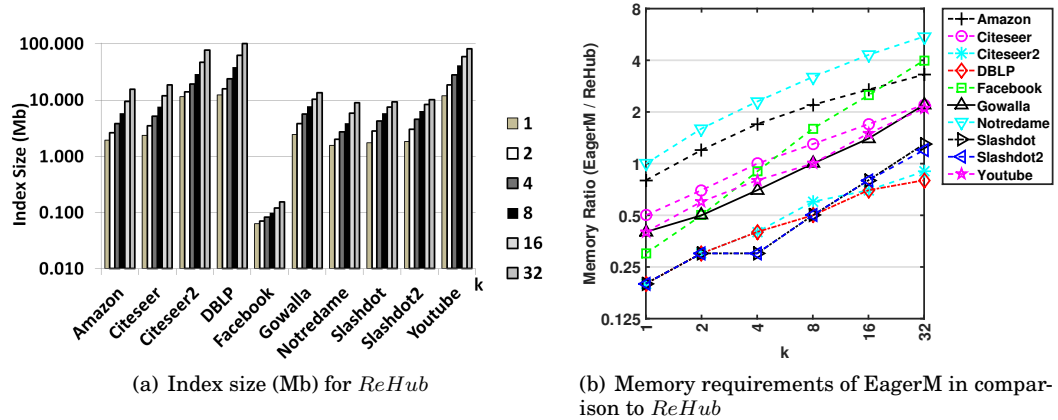 Index Size (Mb)
100.000
10.000
1.000
0.100
0.010
Amazon
Citeseer
Citeseer2
DBLP
Facebook
Gowalla
Notredame
Slashdot
Slashdot2
Youtube
k
1
2
4
8
16
32
(a) Index size (Mb) for ReHub
Memory Ratio (EagerM / ReHub)
8
4
2
1
0.5
0.25
0.125
1
2
4
8
16
32
k
Amazon
Citeseer
Citeseer2
DBLP
Facebook
Gowalla
Notredame
Slashdot
Slashdot2
Youtube
(b) Memory requirements of EagerM in compar-
ison to ReHub